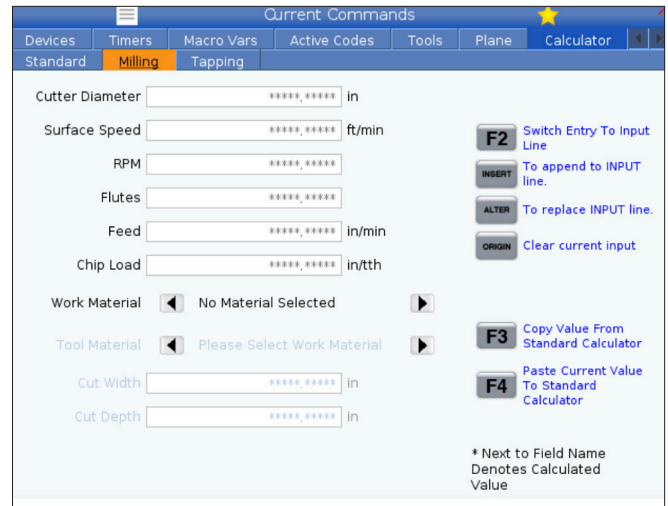 Current Commands
Devices Timers Macro Vars Active Codes Tools Plane Calculator
Standard Milling Tapping
Cutter Diameter *****.***** in
Surface Speed *****.***** ft/min
RPM *****.*****
Flutes *****.*****
Feed *****.***** in/min
Chip Load *****.***** in/tth
Work Material No Material Selected
Tool Material Please Select Work Material
Cut Width *****.***** in
Cut Depth *****.***** in
F2 Switch Entry To Input
Line
INSERT To append to INPUT
line.
ALTER To replace INPUT line.
ORIGIN Clear current input
F3 Copy Value From
Standard Calculator
F4 Paste Current Value
To Standard
Calculator
* Next to Field Name
Denotes Calculated
Value